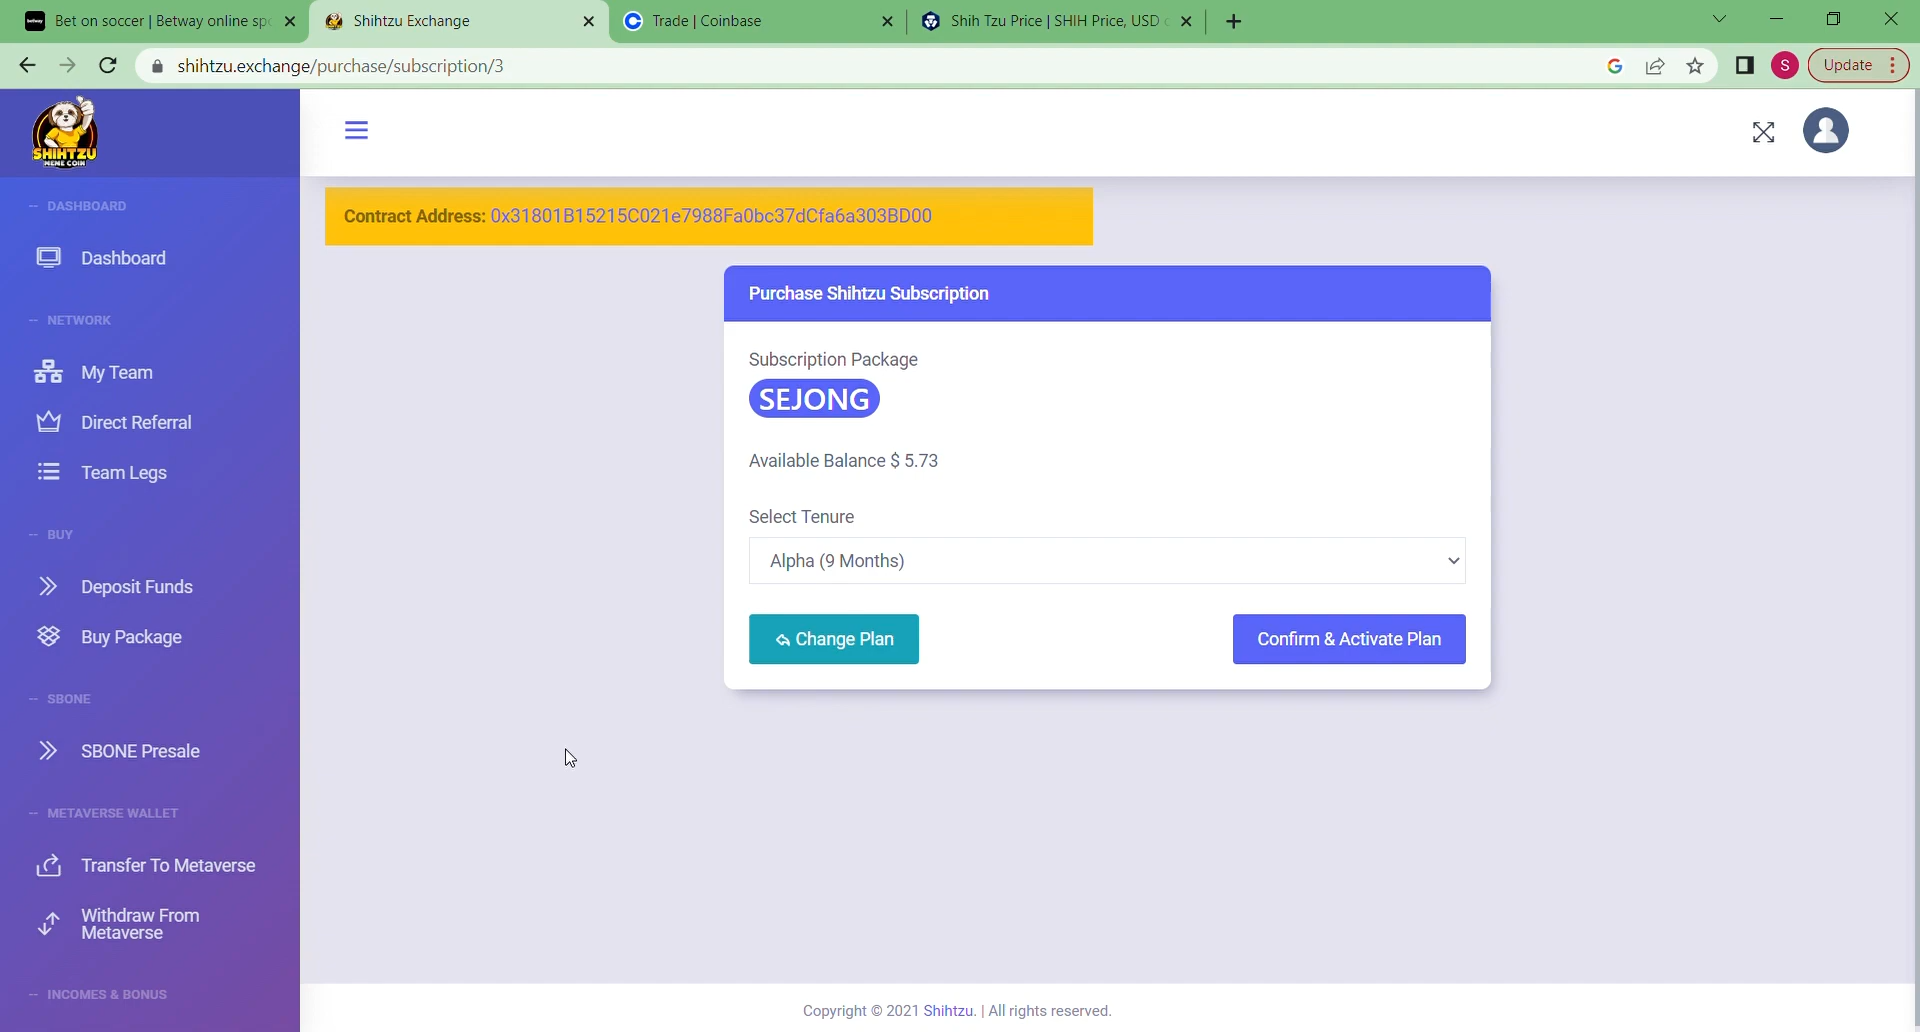 Bet on soccer | Betway online sp
Shihtzu Exchange
Trade | Coinbase
Shih Tzu Price | SHIH Price, USD
shihtzu.exchange/purchase/subscription/3
S
Update
SHIHTZU
MEME COIN
Contract Address: 0x31801B15215C021e7988Fa0bc37dCfa6a303BD00
-- DASHBOARD
Dashboard
-- NETWORK
My Team
Direct Referral
Team Legs
-- BUY
Deposit Funds
Buy Package
-- SBONE
SBONE Presale
-- METAVERSE WALLET
Transfer To Metaverse
Withdraw From
Metaverse
-- INCOMES & BONUS
Purchase Shihtzu Subscription
Subscription Package
SEJONG
Available Balance $ 5.73
Select Tenure
Alpha (9 Months)
Change Plan
Confirm & Activate Plan
Copyright © 2021 Shihtzu. | All rights reserved.